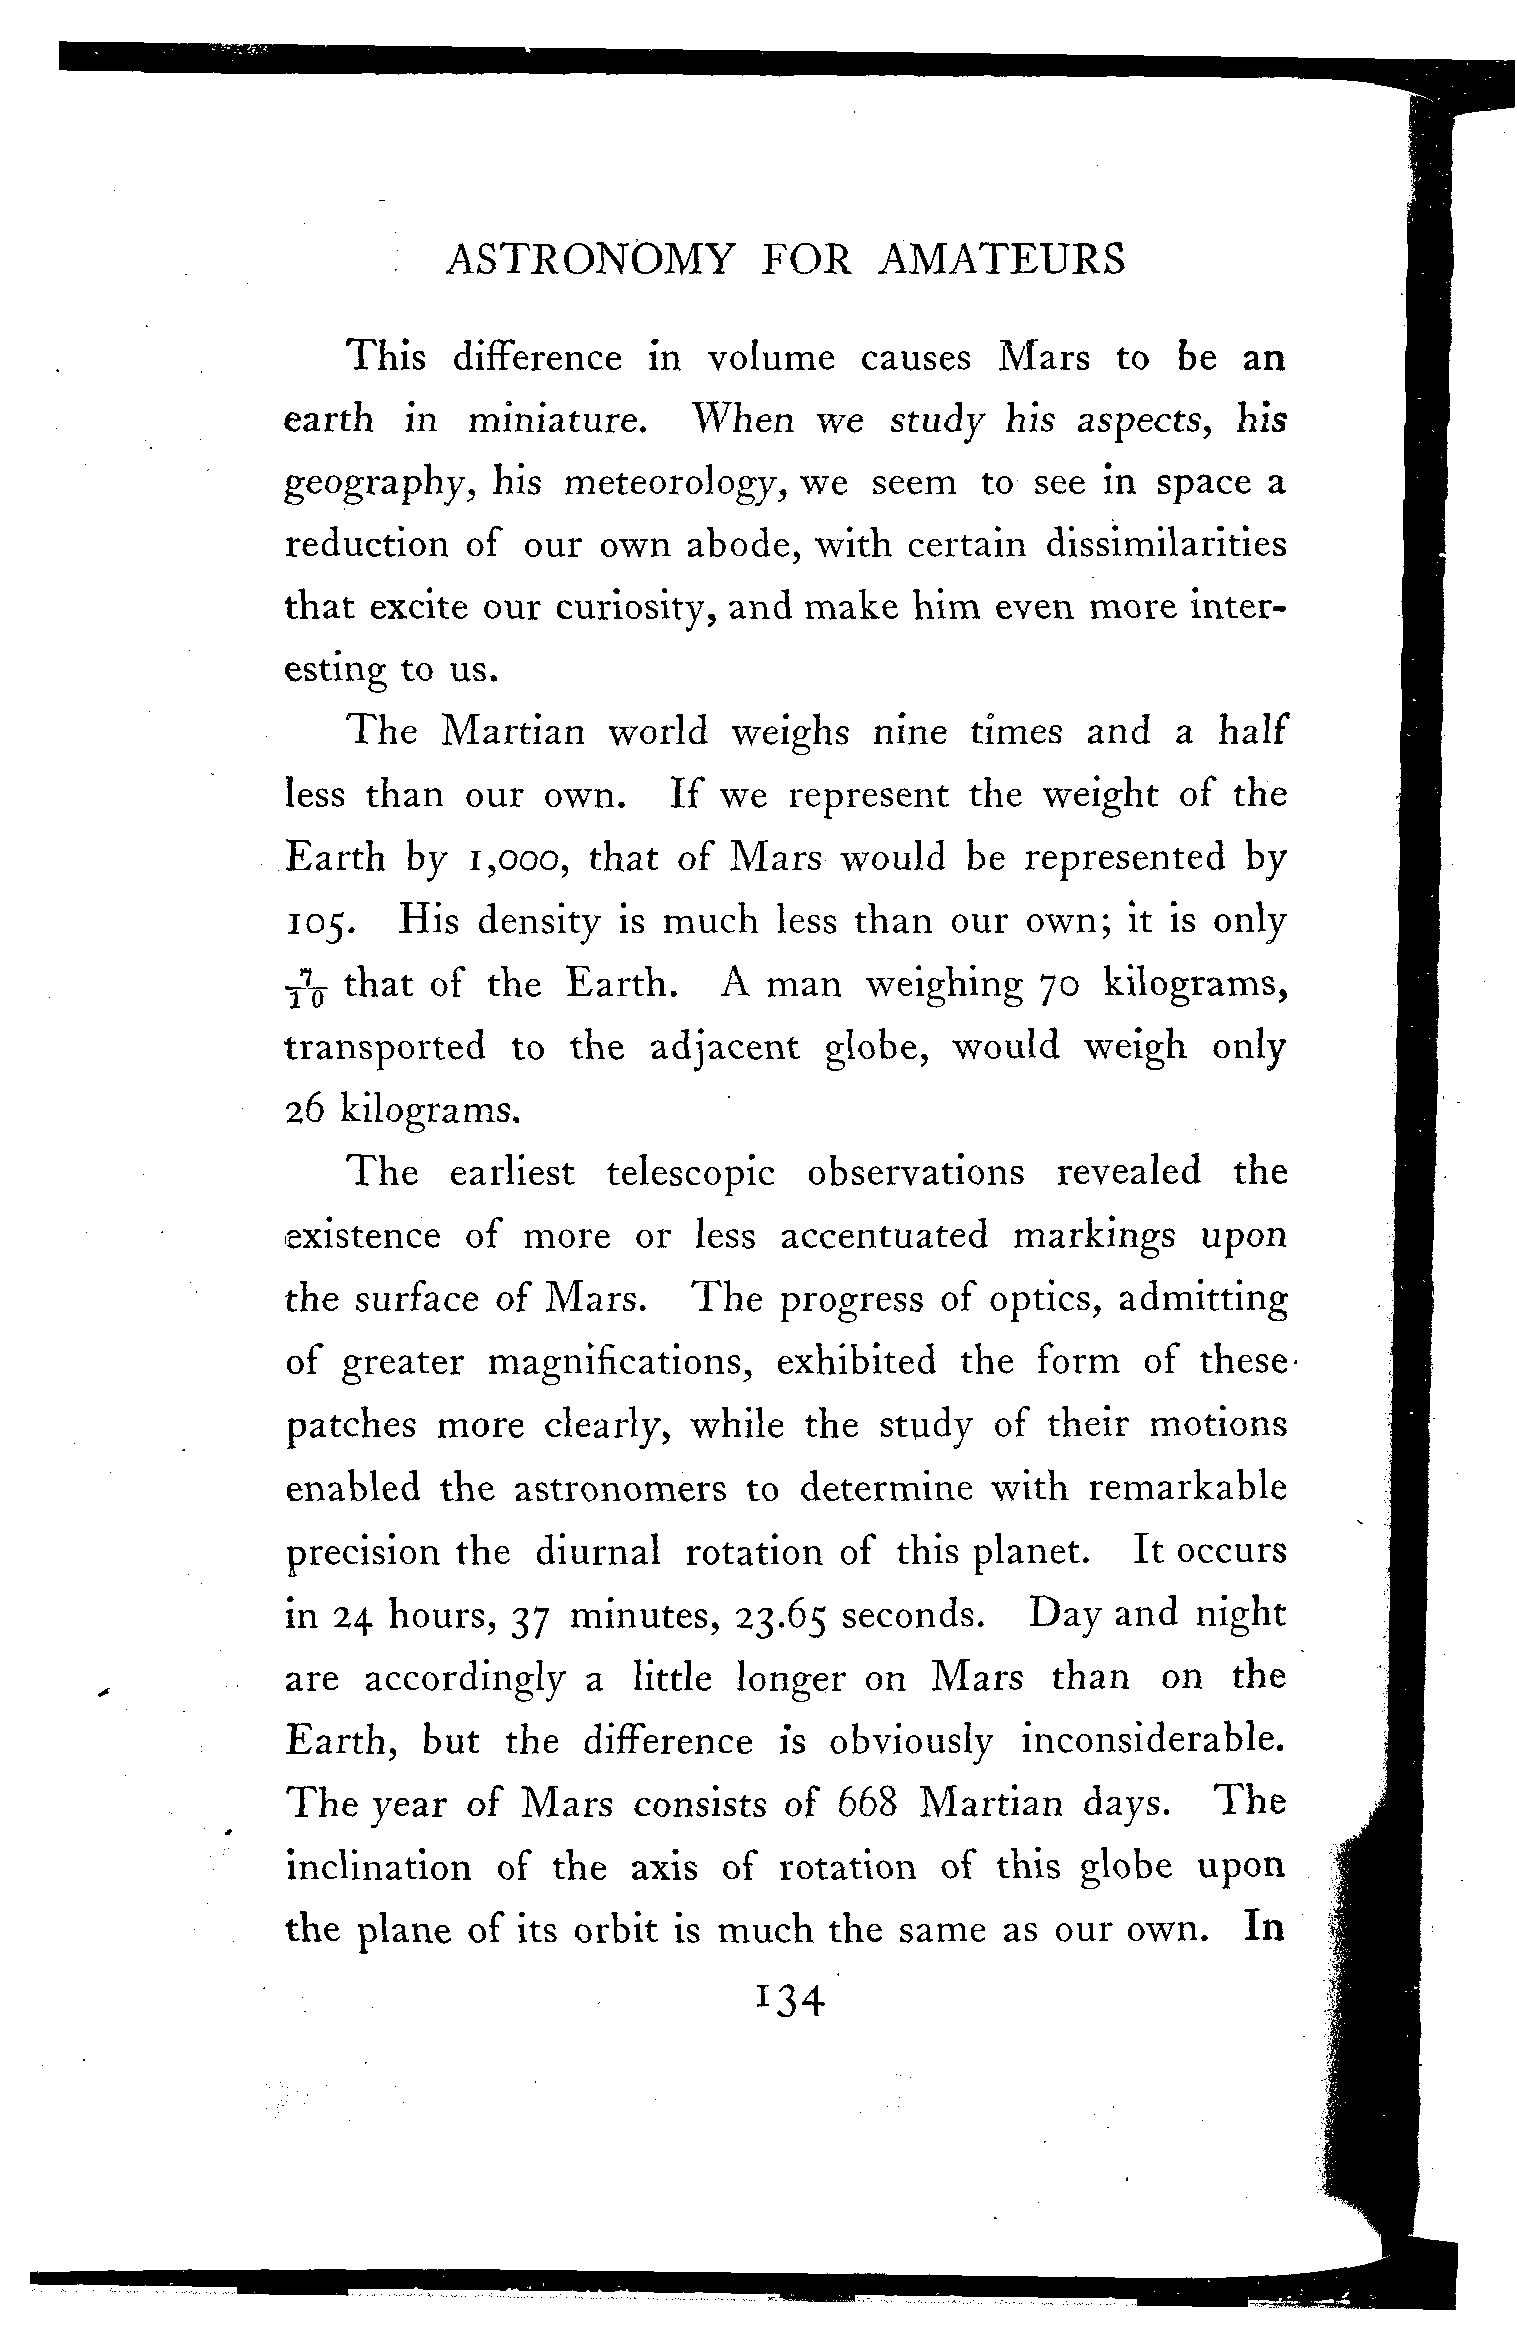 ASTRONOMY FOR AMATEURS
This difference in volume causes Mars to be an
earth in miniature. When we study his aspects, his
geography, his meteorology, we seem to see in space a
reduction of our own abode, with certain dissimilarities
that excite our curiosity, and make him even more inter-
esting to us.
The Martian world weighs nine times and a half
less than our own. If we represent the weight of the
Earth by 1,000, that of Mars would be represented by
105. His density is much less than our own; it is only
7/10 that of the Earth. A man weighing 70 kilograms,
transported to the adjacent globe, would weigh only
26 kilograms.
The earliest telescopic observations revealed the
existence of more or less accentuated markings upon
the surface of Mars. The progress of optics, admitting
of greater magnifications, exhibited the form of these
patches more clearly, while the study of their motions
enabled the astronomers to determine with remarkable
precision the diurnal rotation of this planet. It occurs
in 24 hours, 37 minutes, 23.65 seconds. Day and night
are accordingly a little longer on Mars than on the
Earth, but the difference is obviously inconsiderable.
The year of Mars consists of 668 Martian days. The
inclination of the axis of rotation of this globe upon
the plane of its orbit is much the same as our own. In
134